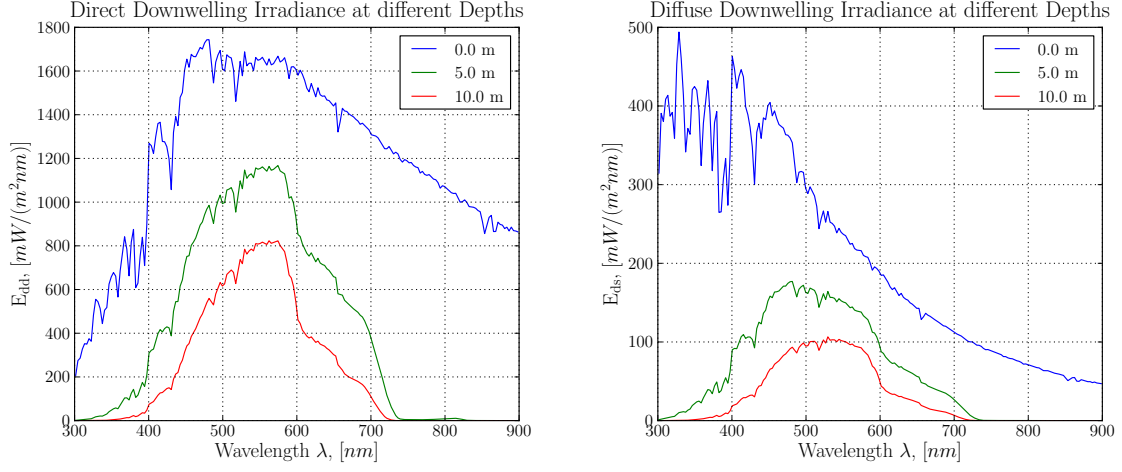 Direct Downwelling Irradiance at different Depths
1800
1600
1400
1200
1000
800
600
400
200
0
300 400 500 600 700 800 900
E_dd, [mW/(m²nm)]
Wavelength λ, [nm]
0.0 m
5.0 m
10.0 m
Diffuse Downwelling Irradiance at different Depths
500
400
300
200
100
0
300 400 500 600 700 800 900
E_ds, [mW/(m²nm)]
Wavelength λ, [nm]
0.0 m
5.0 m
10.0 m